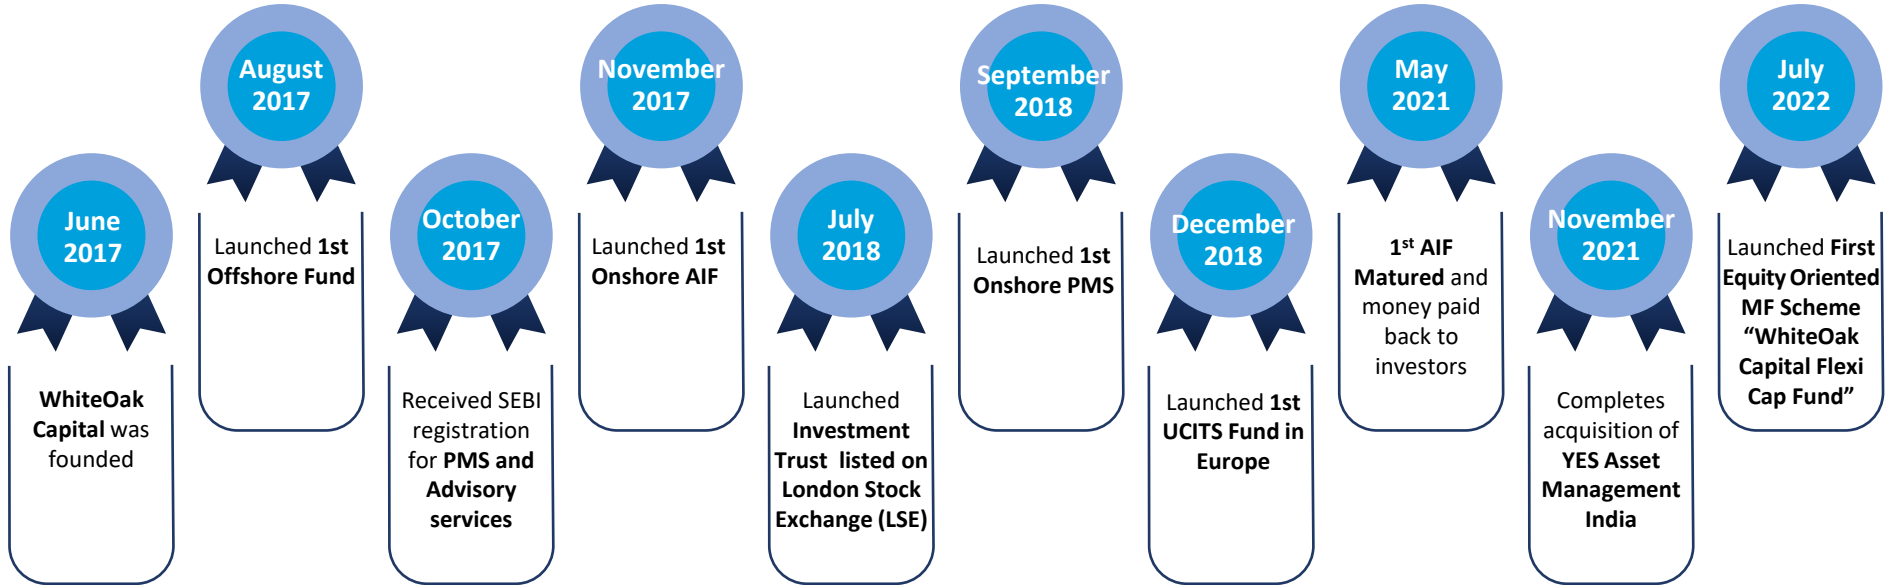 June
2017
WhiteOak
Capital was
founded
August
2017
Launched 1st
Offshore Fund
October
2017
Received SEBI
registration
for PMS and
Advisory
services
November
2017
Launched 1st
Onshore AIF
July
2018
Launched
Investment
Trust listed on
London Stock
Exchange (LSE)
September
2018
Launched 1st
Onshore PMS
December
2018
Launched 1st
UCITS Fund in
Europe
May
2021
1st AIF
Matured and
money paid
back to
investors
November
2021
Completes
acquisition of
YES Asset
Management
India
July
2022
Launched First
Equity Oriented
MF Scheme
“WhiteOak
Capital Flexi
Cap Fund”